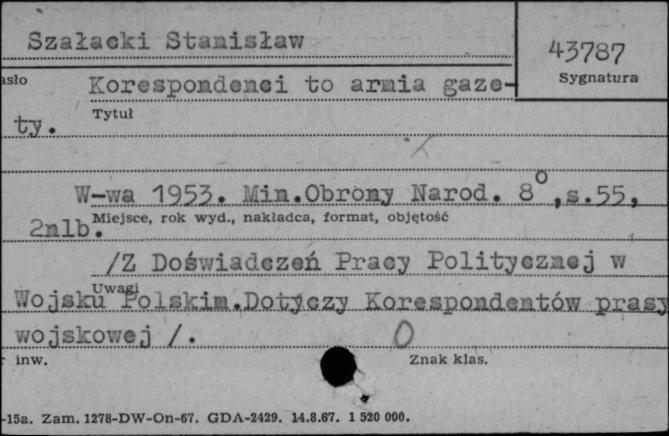 Szałacki Stanisław
43787
Sygnatura
asło Korespondenci to armia gaze-
Tytuł
ty.
W-wa 1953. Min.Obrony Narod. 8°,s.55,
Miejsce, rok wyd., nakładca, format, objętość
2nlb.
/Z Doświadczeń Pracy Politycznej w
Uwagi
Wojsku Polskim.Dotyczy Korespondentów prasy
wojskowej /. O
r inw. Znak klas.
-15a. Zam. 1278-DW-On-67. GDA-2429. 14.8.67. 1 520 000.